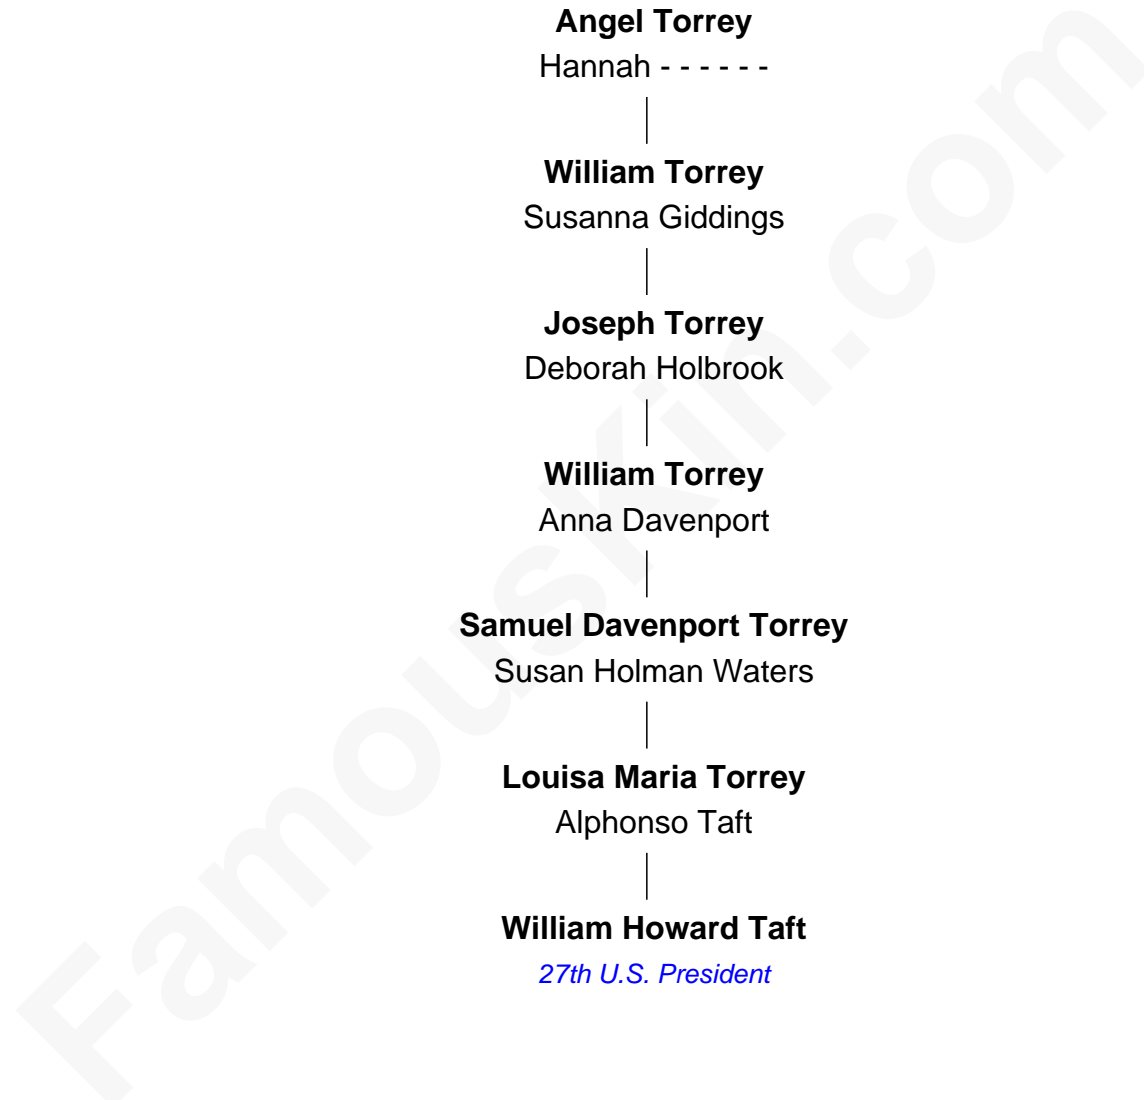 Angel Torrey
Hannah - - - - - -
William Torrey
Susanna Giddings
Joseph Torrey
Deborah Holbrook
William Torrey
Anna Davenport
Samuel Davenport Torrey
Susan Holman Waters
Louisa Maria Torrey
Alphonso Taft
William Howard Taft
27th U.S. President
FamousKin.com